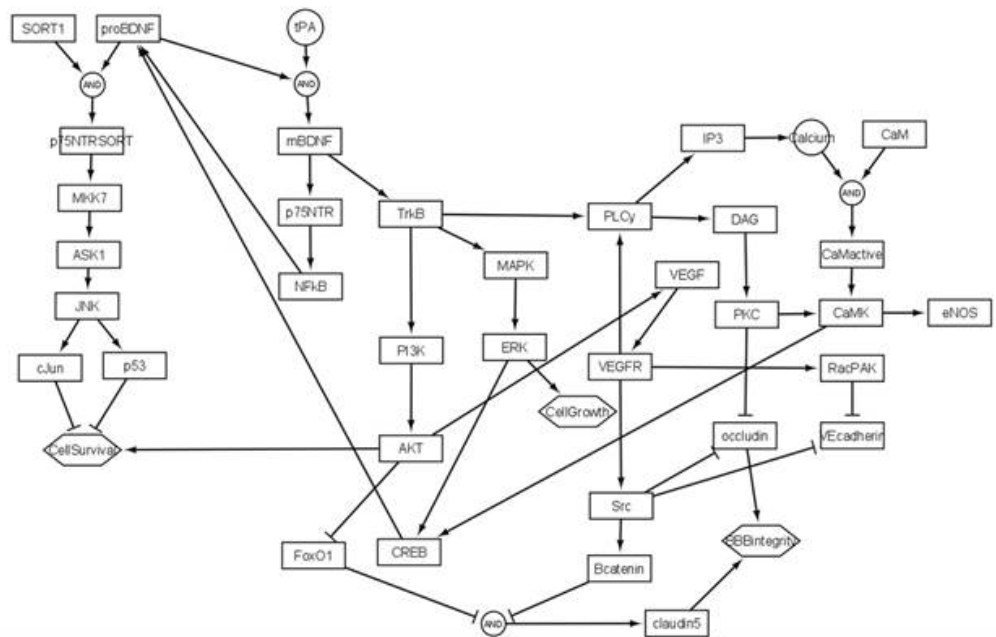 SORT1
proBDNF
tPA
AND
AND
p75NTRSORT
mBDNF
IP3
Calcium
CaM
MKK7
p75NTR
TrkB
PLCy
DAG
AND
ASK1
NFkB
MAPK
VEGF
CaMactive
JNK
PKC
CaMK
eNOS
cJun
p53
PI3K
ERK
VEGFR
RacPAK
CellGrowth
CellSurvival
AKT
occludin
VEcadherin
Src
FoxO1
CREB
Bcatenin
BBBintegrity
AND
claudin5